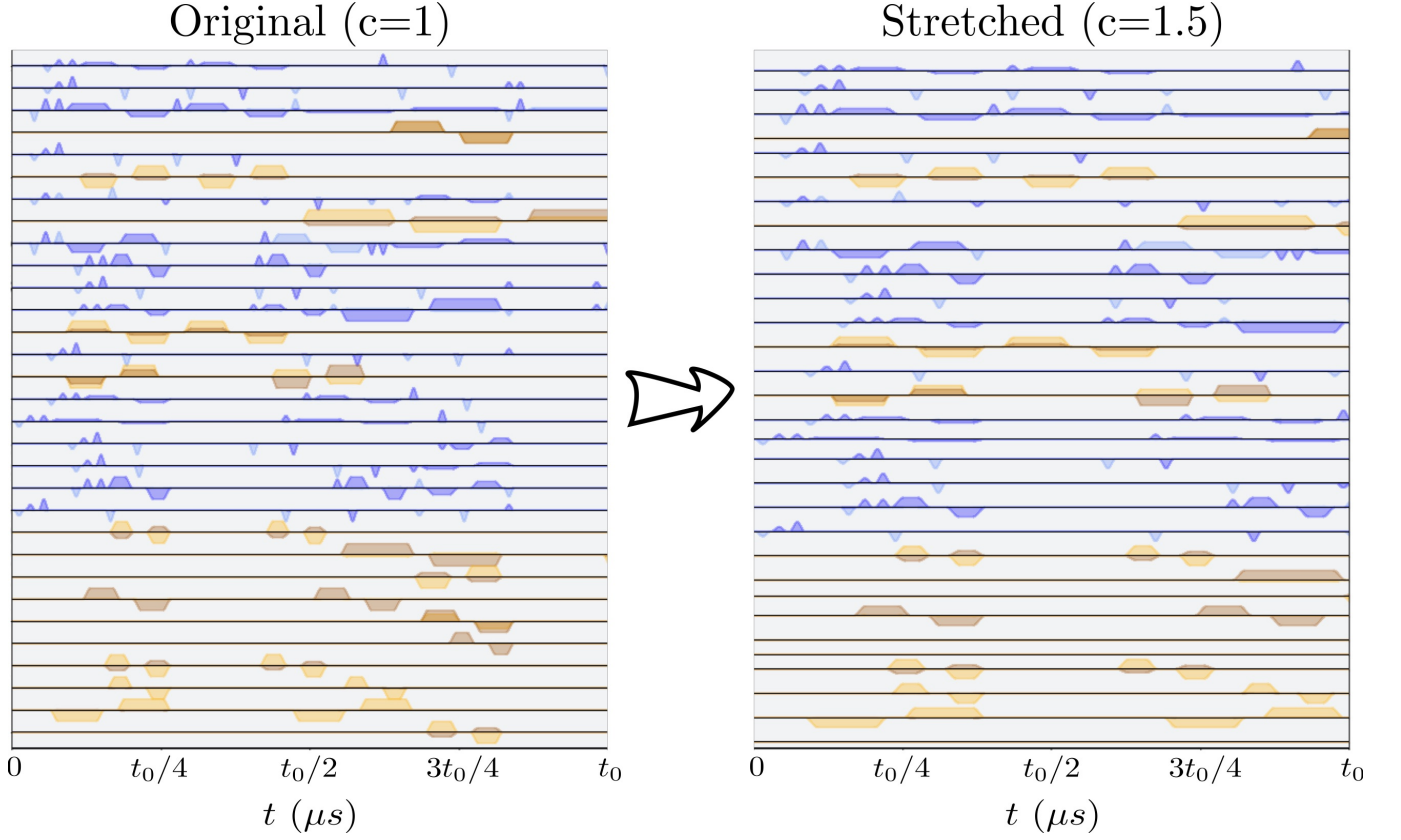 Original (c=1)
Stretched (c=1.5)
0 t₀/4 t₀/2 3t₀/4 t₀
0 t₀/4 t₀/2 3t₀/4 t₀
t (μs)
t (μs)